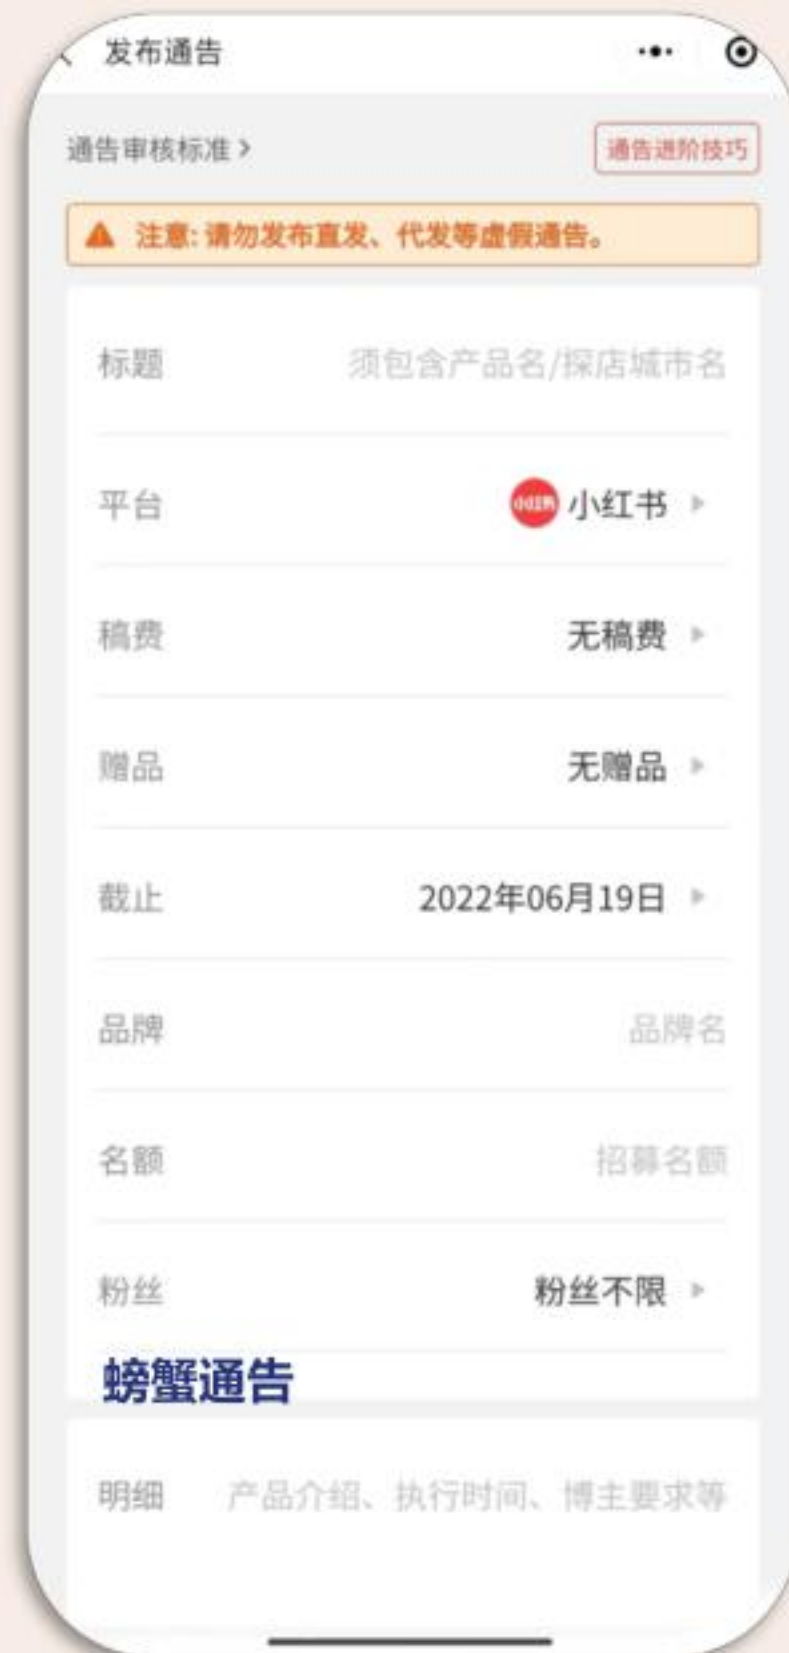 发布通告
通告审核标准 >
通告进阶技巧
注意: 请勿发布直发、代发等虚假通告。
标题 须包含产品名/探店城市名
平台 小红书 小红书
稿费 无稿费
赠品 无赠品
截止 2022年06月19日
品牌 品牌名
名额 招募名额
粉丝 粉丝不限
螃蟹通告
明细 产品介绍、执行时间、博主要求等